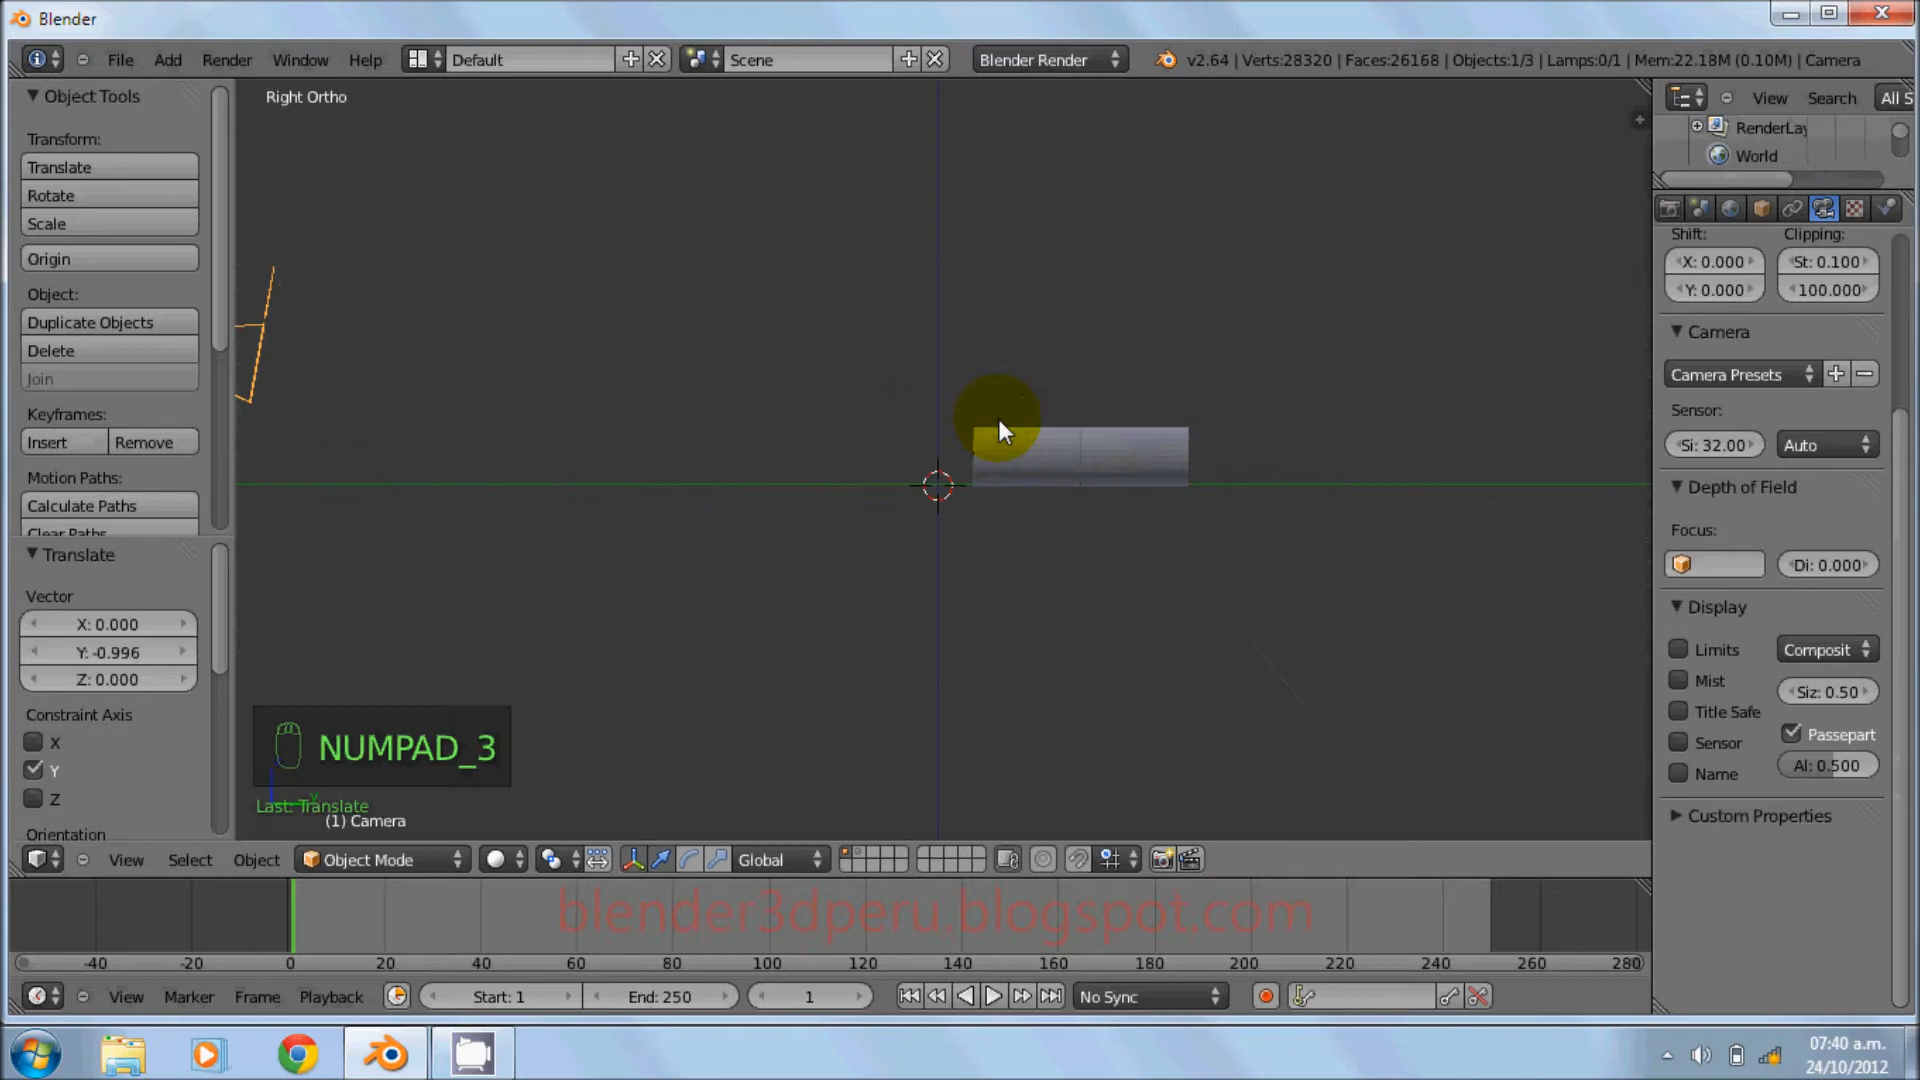 Blender
File Add Render Window Help Default Scene Blender Render v2.64 | Verts:28320 | Faces:26168 | Objects:1/3 | Lamps:0/1 | Mem:22.18M (0.10M) | Camera
Object Tools
Transform:
Translate
Rotate
Scale
Origin
Object:
Duplicate Objects
Delete
Join
Keyframes:
Insert Remove
Motion Paths:
Calculate Paths
Clear Paths
Translate
Vector
X: 0.000
Y: -0.996
Z: 0.000
Constraint Axis
X
Y
Z
Orientation
Right Ortho
NUMPAD_3
Last: Translate
(1) Camera
View Search All S
RenderLay
World
Shift: Clipping:
X: 0.000 St: 0.100
Y: 0.000 100.000
Camera
Camera Presets
Sensor:
Si: 32.00 Auto
Depth of Field
Focus:
Di: 0.000
Display
Limits Composit
Mist Siz: 0.50
Title Safe
Sensor Passepart
Name Al: 0.500
Custom Properties
View Select Object Object Mode Global
blender3dperu.blogspot.com
-40 -20 0 20 40 60 80 100 120 140 160 180 200 220 240 260 280
View Marker Frame Playback Start: 1 End: 250 1 No Sync
07:40 a.m.
24/10/2012